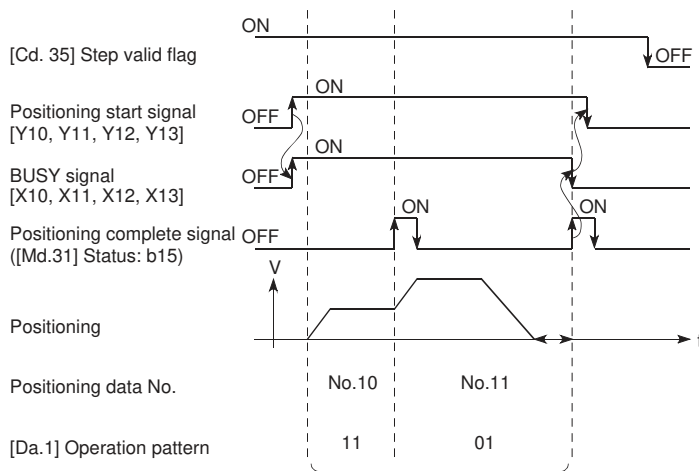 ON
[Cd. 35] Step valid flag
OFF
ON
Positioning start signal
[Y10, Y11, Y12, Y13]
OFF
ON
BUSY signal
[X10, X11, X12, X13]
OFF
ON
ON
Positioning complete signal
([Md.31] Status: b15)
OFF
V
Positioning
t
Positioning data No.
No.10
No.11
[Da.1] Operation pattern
11
01